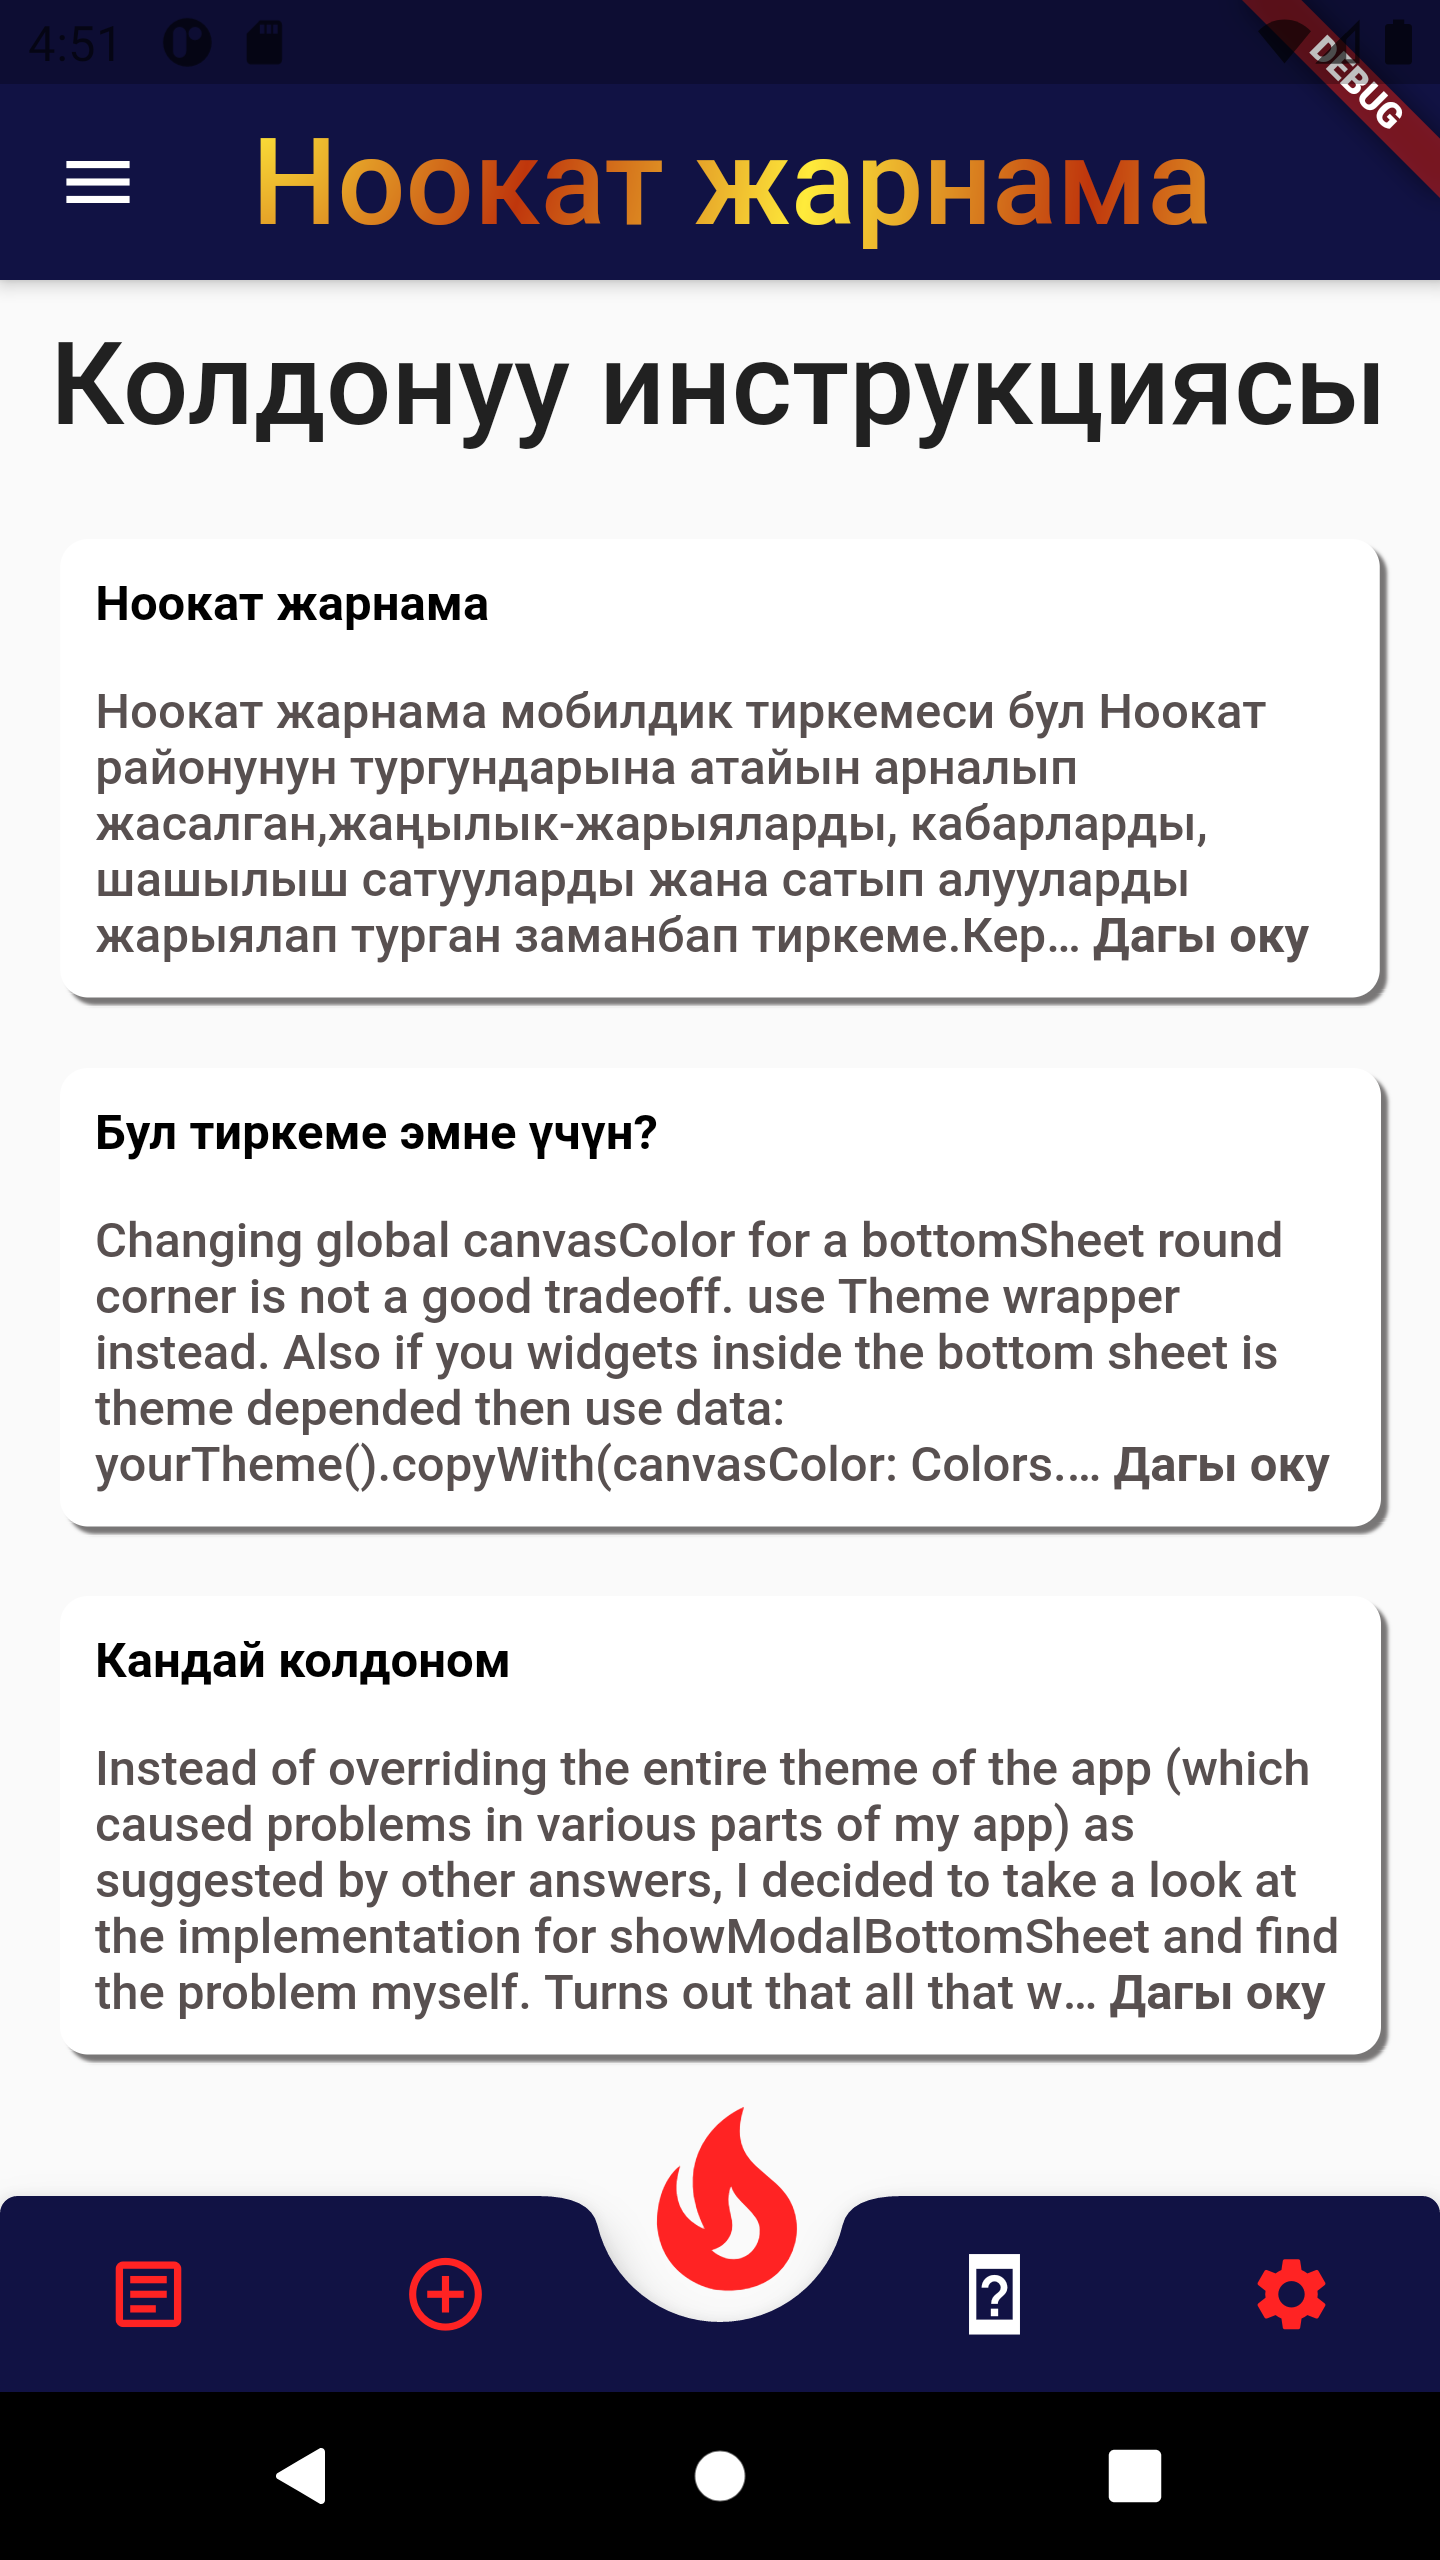 4:51
DEBUG
Ноокат жарнама
Колдонуу инструкциясы
Ноокат жарнама
Ноокат жарнама мобилдик тиркемеси бул Ноокат
районунун тургундарына атайын арналып
жасалган,жаңылык-жарыяларды, кабарларды,
шашылыш сатууларды жана сатып алууларды
жарыялап турган заманбап тиркеме.Кер... Дагы оку
Бул тиркеме эмне үчүн?
Changing global canvasColor for a bottomSheet round
corner is not a good tradeoff. use Theme wrapper
instead. Also if you widgets inside the bottom sheet is
theme depended then use data:
yourTheme().copyWith(canvasColor: Colors.... Дагы оку
Кандай колдоном
Instead of overriding the entire theme of the app (which
caused problems in various parts of my app) as
suggested by other answers, I decided to take a look at
the implementation for showModalBottomSheet and find
the problem myself. Turns out that all that w... Дагы оку